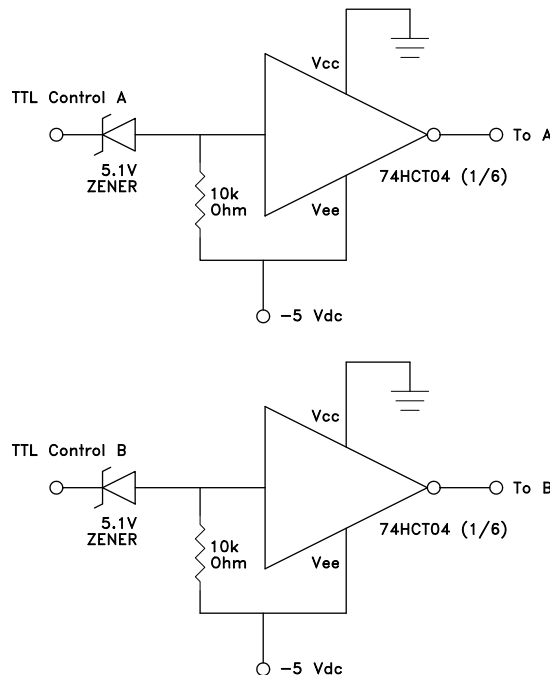 Vcc
TTL Control A
To A
5.1V
ZENER
10k
Ohm
74HCT04 (1/6)
Vee
−5 Vdc
Vcc
TTL Control B
To B
5.1V
ZENER
10k
Ohm
74HCT04 (1/6)
Vee
−5 Vdc